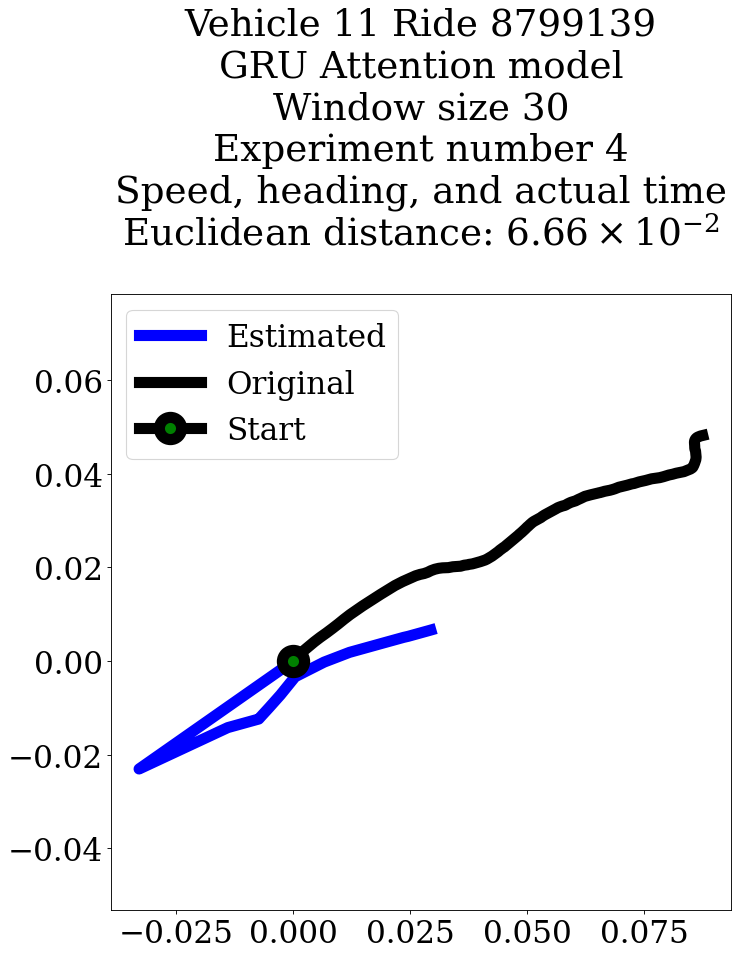 Vehicle 11 Ride 8799139
GRU Attention model
Window size 30
Experiment number 4
Speed, heading, and actual time
Euclidean distance: 6.66 × 10⁻²
Estimated
Original
Start
0.06
0.04
0.02
0.00
−0.02
−0.04
−0.025 0.000 0.025 0.050 0.075